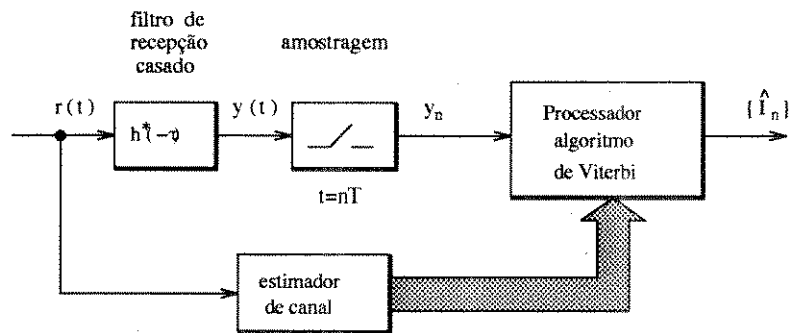 filtro de
recepção
casado
amostragem
r(t)
h*(-τ)
y(t)
t=nT
y_n
Processador
algoritmo
de Viterbi
{Î_n}
estimador
de canal